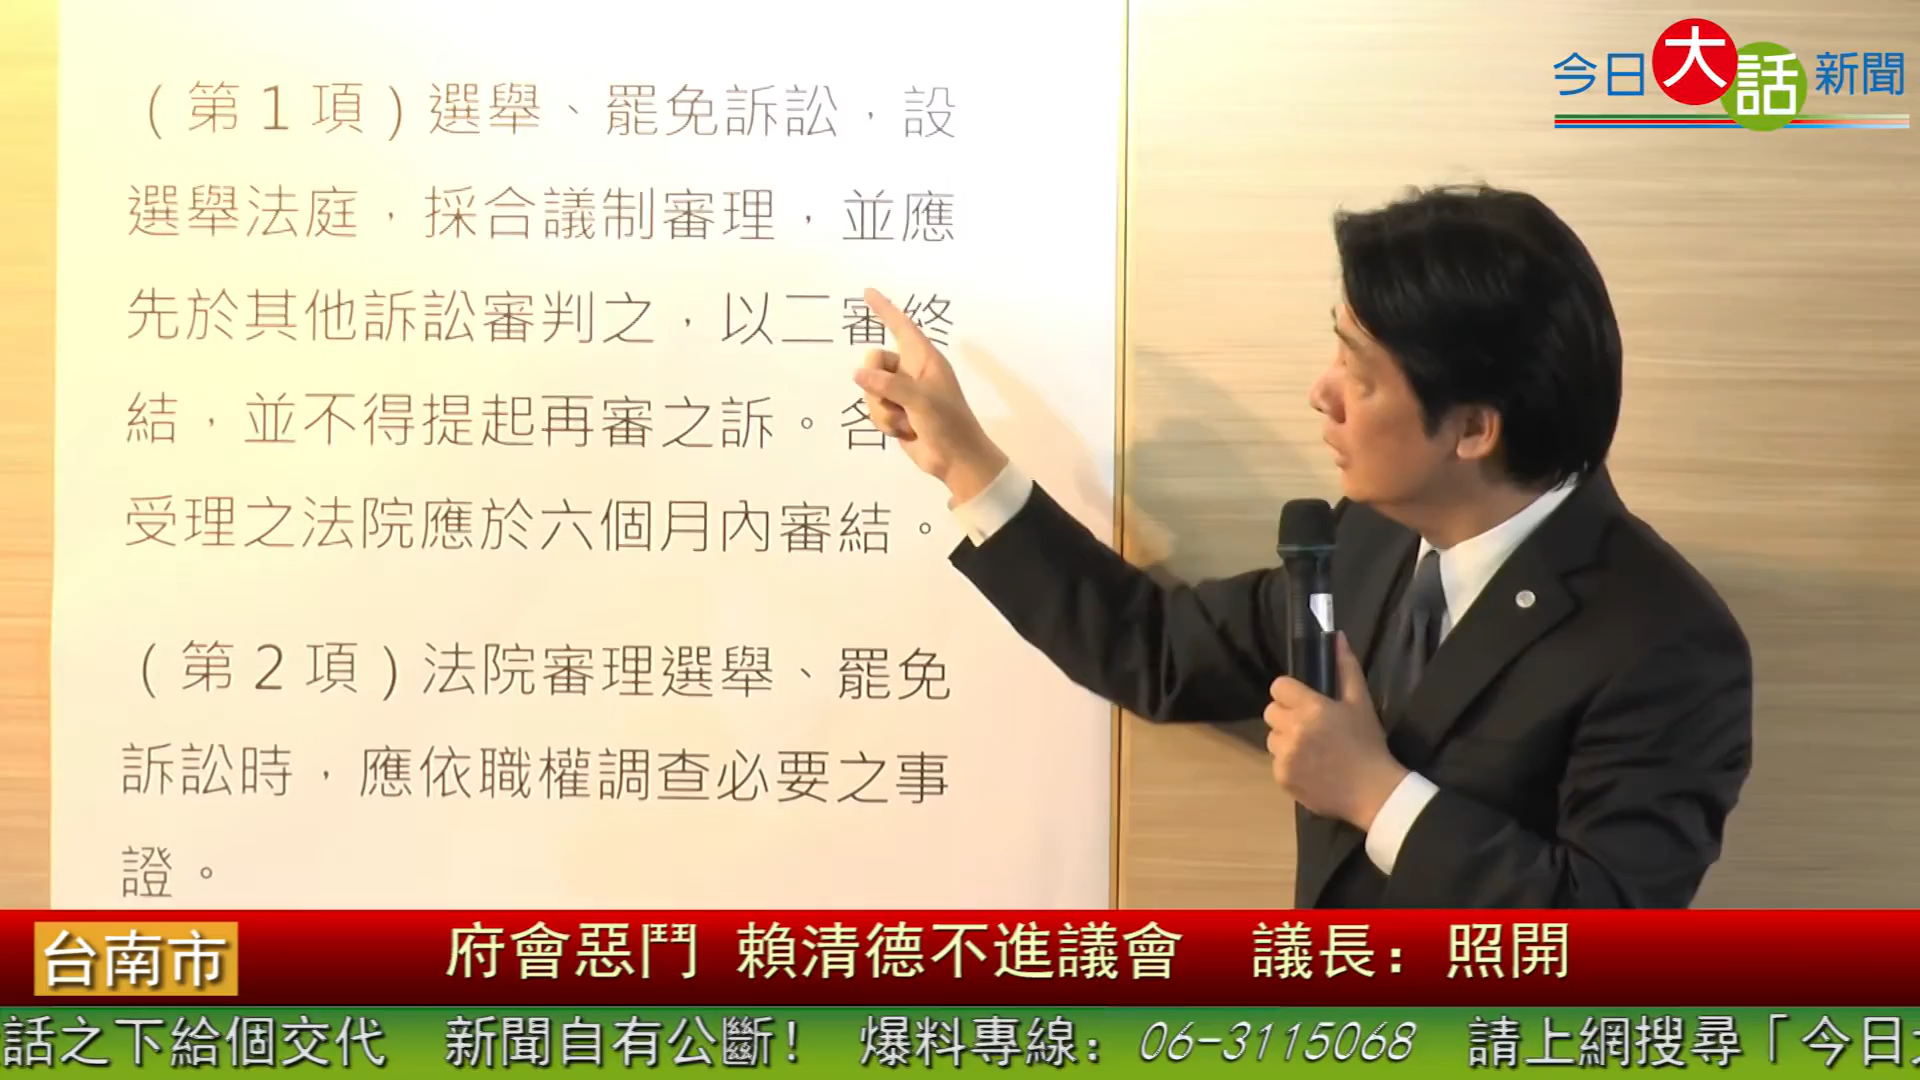 今日大話新聞
(第1項)選舉、罷免訴訟,設
選舉法庭,採合議制審理,並應
先於其他訴訟審判之,以二審終
結,並不得提起再審之訴。各
受理之法院應於六個月內審結。
(第2項)法院審理選舉、罷免
訴訟時,應依職權調查必要之事
證。
台南市 府會惡鬥 賴清德不進議會 議長:照開
話之下給個交代 新聞自有公斷! 爆料專線:06-3115068 請上網搜尋「今日